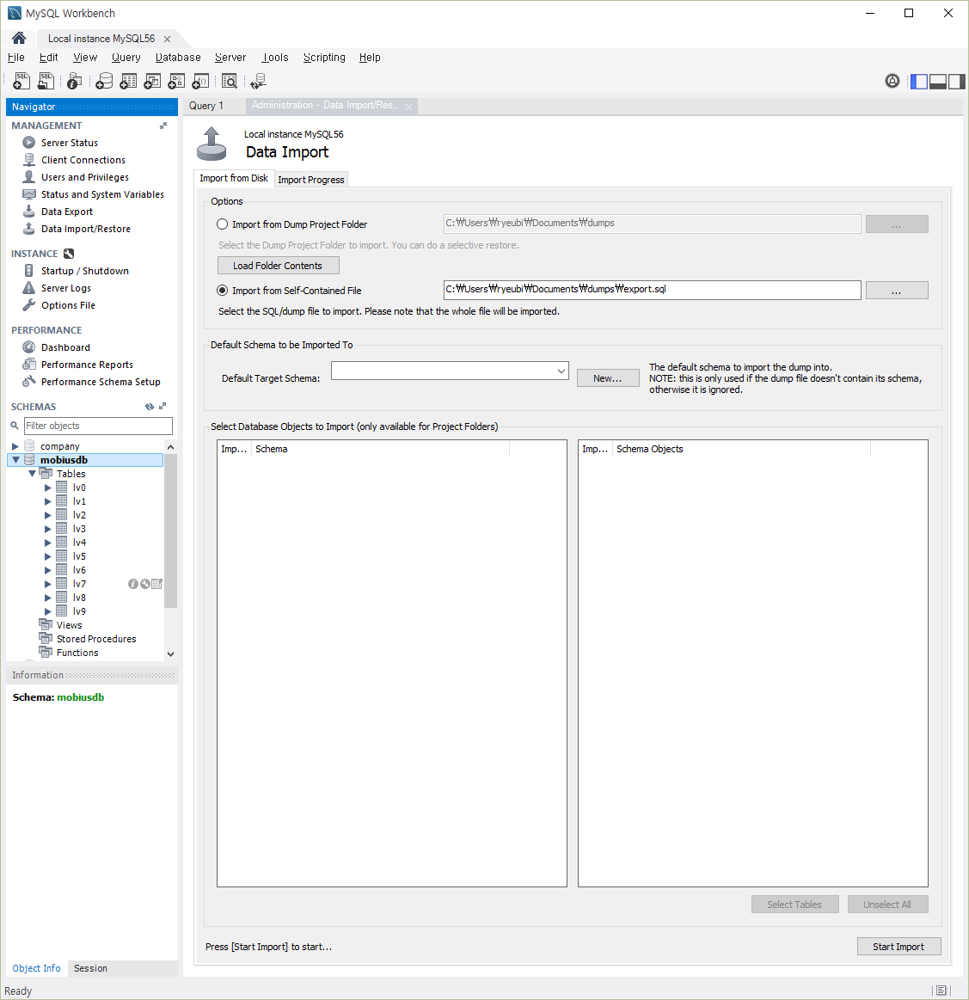 MySQL Workbench
Local instance MySQL56
File Edit View Query Database Server Tools Scripting Help
Navigator
MANAGEMENT
Server Status
Client Connections
Users and Privileges
Status and System Variables
Data Export
Data Import/Restore
INSTANCE
Startup / Shutdown
Server Logs
Options File
PERFORMANCE
Dashboard
Performance Reports
Performance Schema Setup
SCHEMAS
Filter objects
company
mobiusdb
Tables
lv0
lv1
lv2
lv3
lv4
lv5
lv6
lv7
lv8
lv9
Views
Stored Procedures
Functions
Information
Schema: mobiusdb
Object Info Session
Ready
Query 1 Administration - Data Import/Res...
Local instance MySQL56
Data Import
Import from Disk Import Progress
Options
Import from Dump Project Folder C:₩Users₩ryeubi₩Documents₩dumps ...
Select the Dump Project Folder to import. You can do a selective restore.
Load Folder Contents
Import from Self-Contained File C:₩Users₩ryeubi₩Documents₩dumps₩export.sql ...
Select the SQL/dump file to import. Please note that the whole file will be imported.
Default Schema to be Imported To
Default Target Schema: New...
The default schema to import the dump into.
NOTE: this is only used if the dump file doesn't contain its schema,
otherwise it is ignored.
Select Database Objects to Import (only available for Project Folders)
Imp... Schema
Imp... Schema Objects
Select Tables Unselect All
Press [Start Import] to start...
Start Import